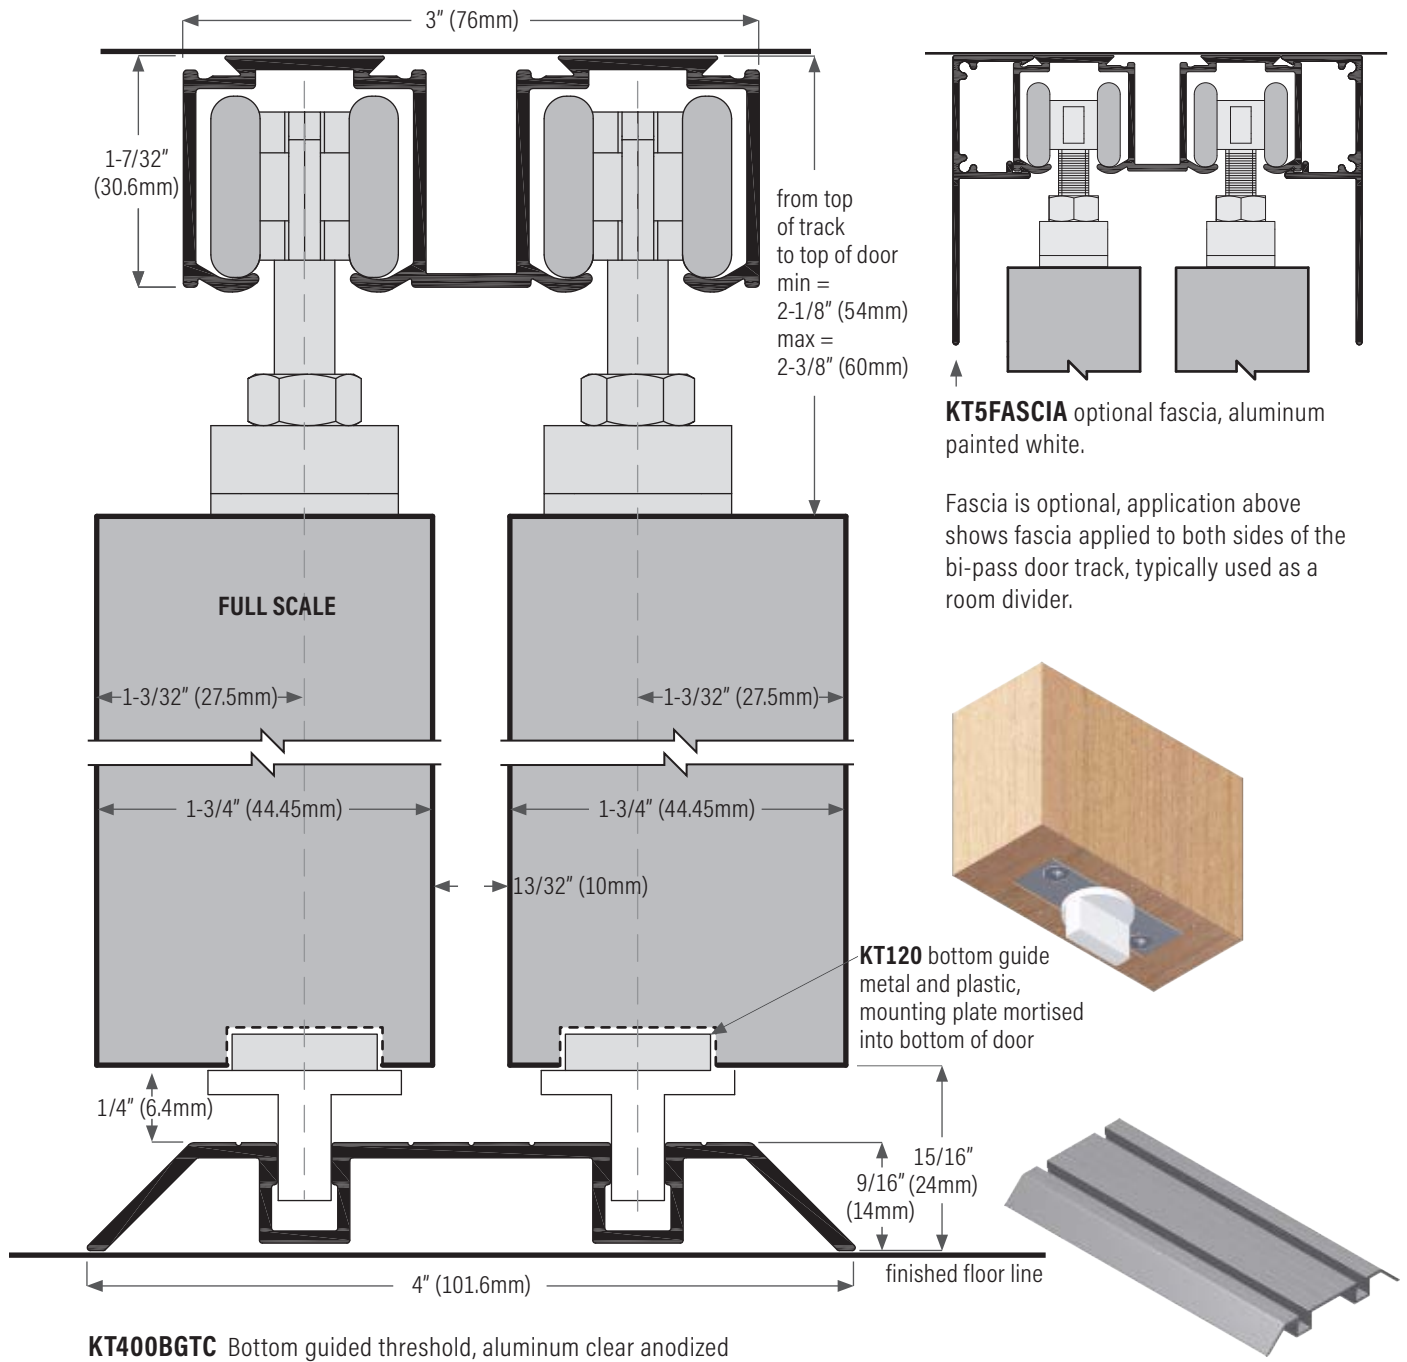 3" (76mm)
1-7/32"
(30.6mm)
from top
of track
to top of door
min =
2-1/8" (54mm)
max =
2-3/8" (60mm)
KT5FASCIA optional fascia, aluminum
painted white.
Fascia is optional, application above
shows fascia applied to both sides of the
bi-pass door track, typically used as a
room divider.
FULL SCALE
1-3/32" (27.5mm)
1-3/32" (27.5mm)
1-3/4" (44.45mm)
1-3/4" (44.45mm)
13/32" (10mm)
KT120 bottom guide
metal and plastic,
mounting plate mortised
into bottom of door
1/4" (6.4mm)
15/16"
(24mm)
9/16"
(14mm)
finished floor line
4" (101.6mm)
KT400BGTC Bottom guided threshold, aluminum clear anodized